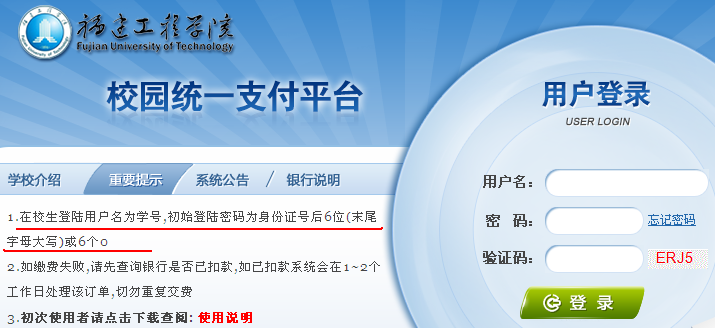 福建工程学院
Fujian University of Technology
校园统一支付平台
学校介绍 重要提示 系统公告 / 银行说明
1.在校生登陆用户名为学号,初始登陆密码为身份证号后6位(末尾
字母大写)或6个0
2.如缴费失败,请先查询银行是否已扣款,如已扣款系统会在1~2个
工作日处理该订单,切勿重复交费
3.初次使用者请点击下载查阅: 使用说明
用户登录
USER LOGIN
用户名:
密 码: 忘记密码
验证码: ERJ5
登 录